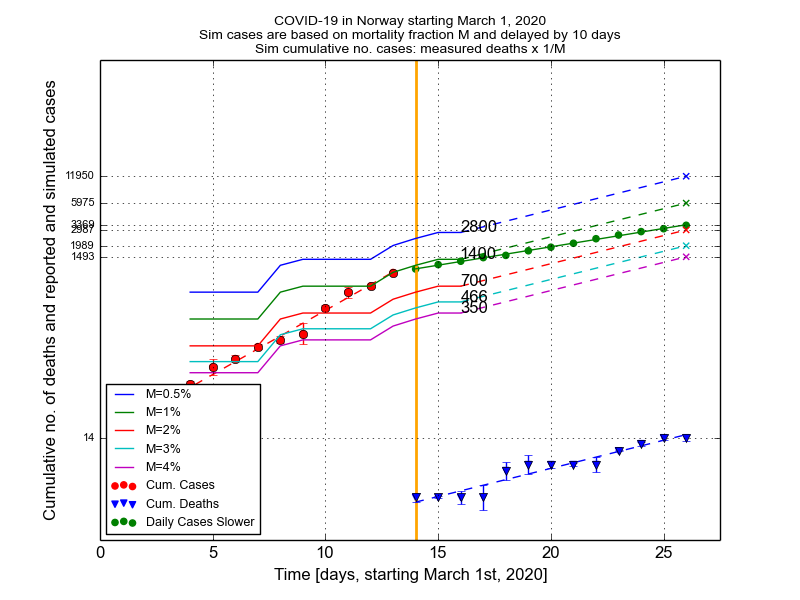 COVID-19 in Norway starting March 1, 2020
Sim cases are based on mortality fraction M and delayed by 10 days
Sim cumulative no. cases: measured deaths x 1/M
Cumulative no. of deaths and reported and simulated cases
11950
5975
3369
2987
1989
1493
14
2800
1400
700
466
350
M=0.5%
M=1%
M=2%
M=3%
M=4%
Cum. Cases
Cum. Deaths
Daily Cases Slower
0 5 10 15 20 25
Time [days, starting March 1st, 2020]